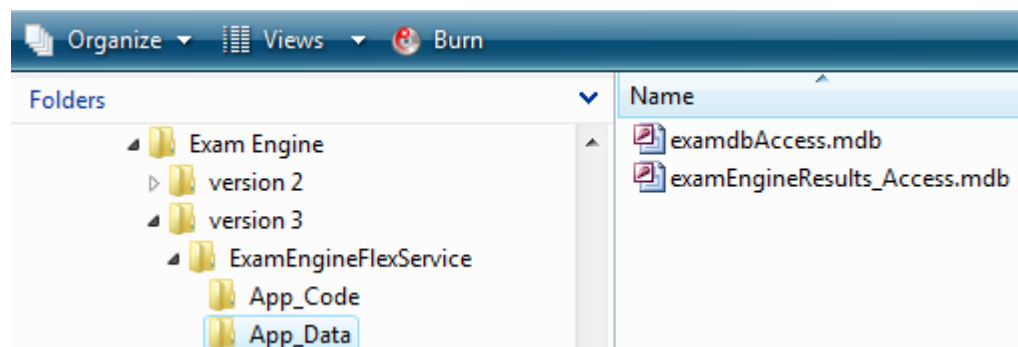 Organize Views Burn
Folders
Name
Exam Engine
version 2
version 3
ExamEngineFlexService
App_Code
App_Data
examdbAccess.mdb
examEngineResults_Access.mdb